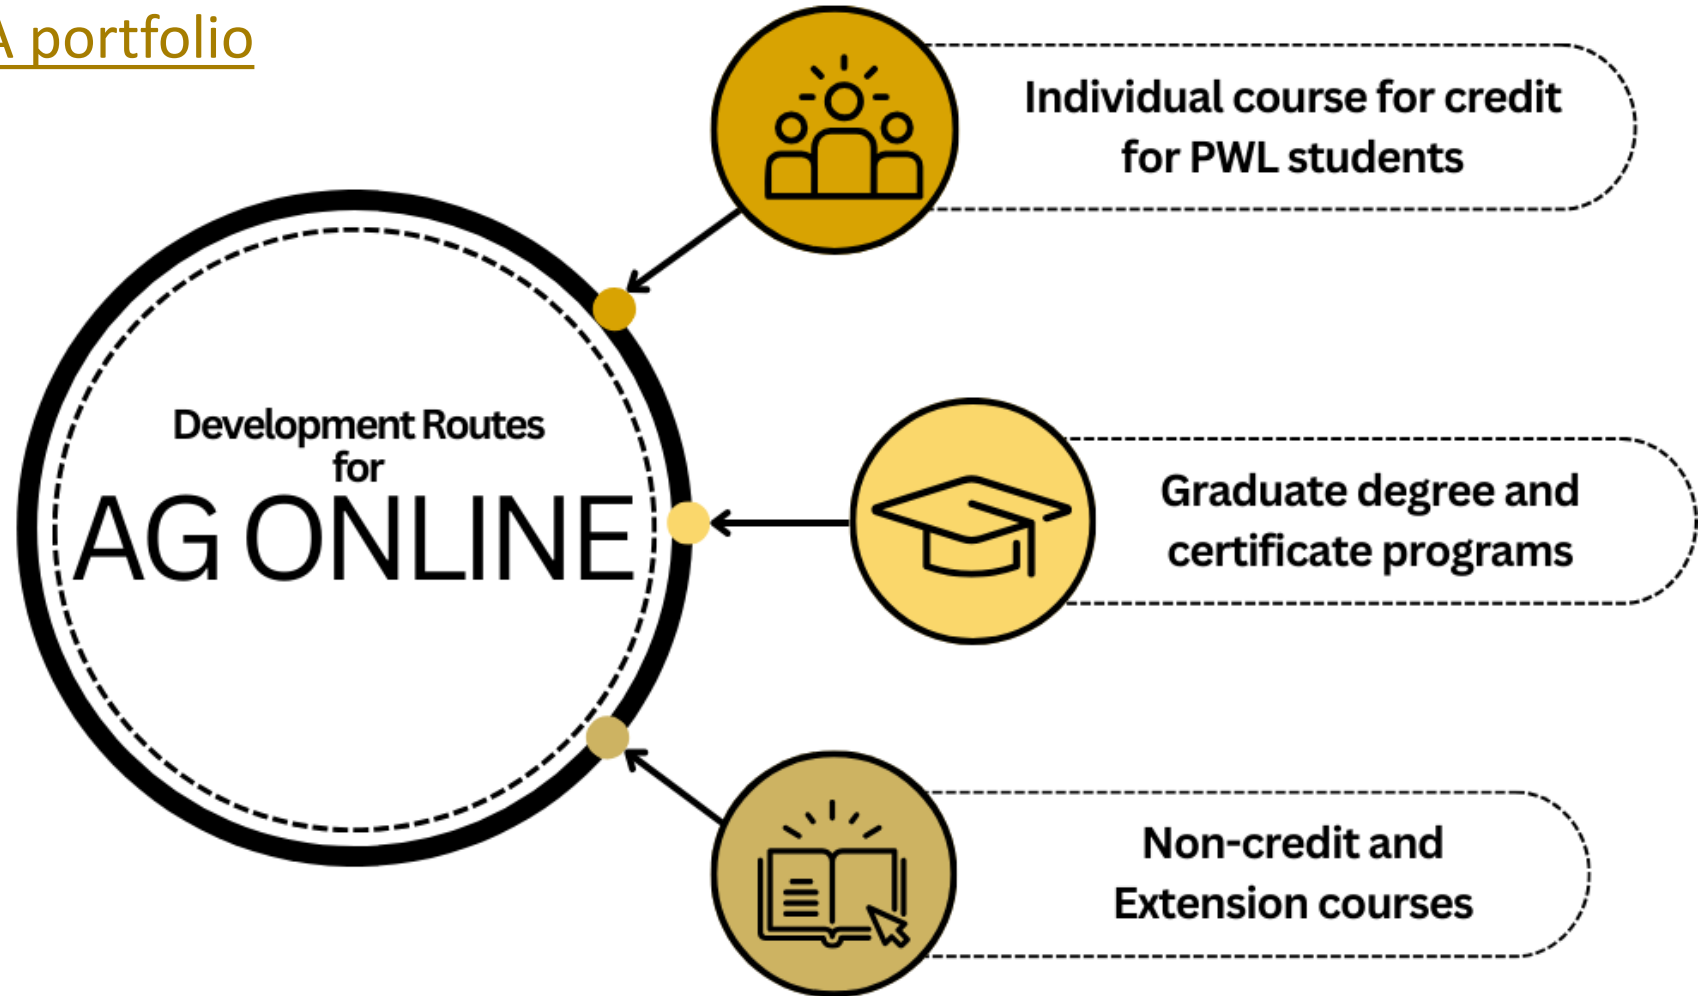 A portfolio
Individual course for credit
for PWL students
Development Routes
for
AG ONLINE
Graduate degree and
certificate programs
Non-credit and
Extension courses